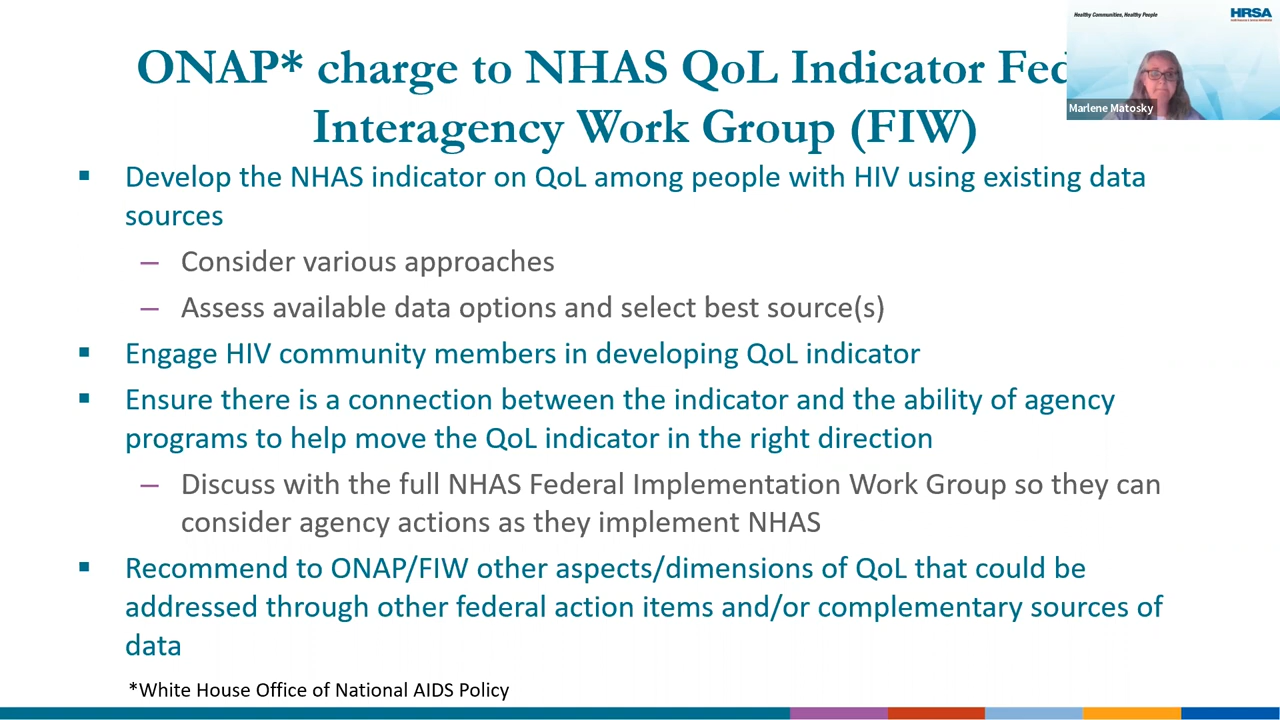 Healthy Communities, Healthy People
HRSA
Marlene Matosky
ONAP* charge to NHAS QoL Indicator Fed
Interagency Work Group (FIW)
▪ Develop the NHAS indicator on QoL among people with HIV using existing data
sources
– Consider various approaches
– Assess available data options and select best source(s)
▪ Engage HIV community members in developing QoL indicator
▪ Ensure there is a connection between the indicator and the ability of agency
programs to help move the QoL indicator in the right direction
– Discuss with the full NHAS Federal Implementation Work Group so they can
consider agency actions as they implement NHAS
▪ Recommend to ONAP/FIW other aspects/dimensions of QoL that could be
addressed through other federal action items and/or complementary sources of
data
*White House Office of National AIDS Policy